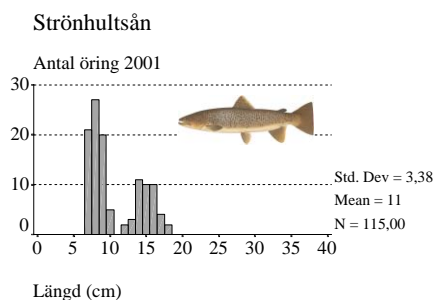 Strönhultsån
Antal öring 2001
30
20
10
0
0 5 10 15 20 25 30 35 40
Std. Dev = 3,38
Mean = 11
N = 115,00
Längd (cm)